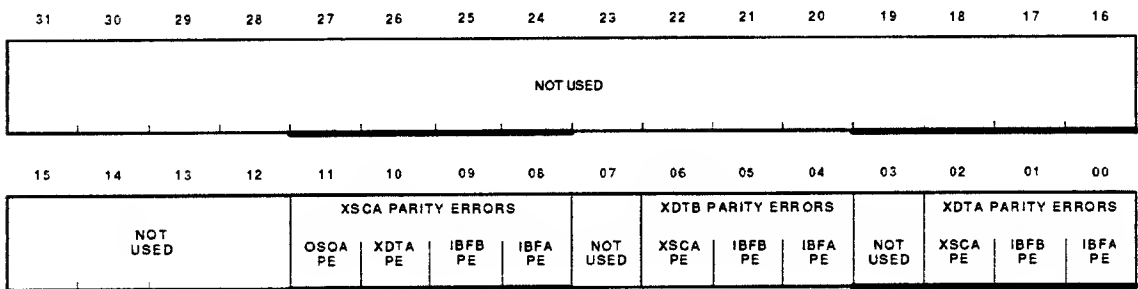 31 30 29 28 27 26 25 24 23 22 21 20 19 18 17 16
NOT USED
15 14 13 12 11 10 09 08 07 06 05 04 03 02 01 00
XSCA PARITY ERRORS XDTB PARITY ERRORS XDTA PARITY ERRORS
NOT OSQA XDTA IBFB IBFA NOT XSCA IBFB IBFA NOT XSCA IBFB IBFA
USED PE PE PE PE USED PE PE PE USED PE PE PE